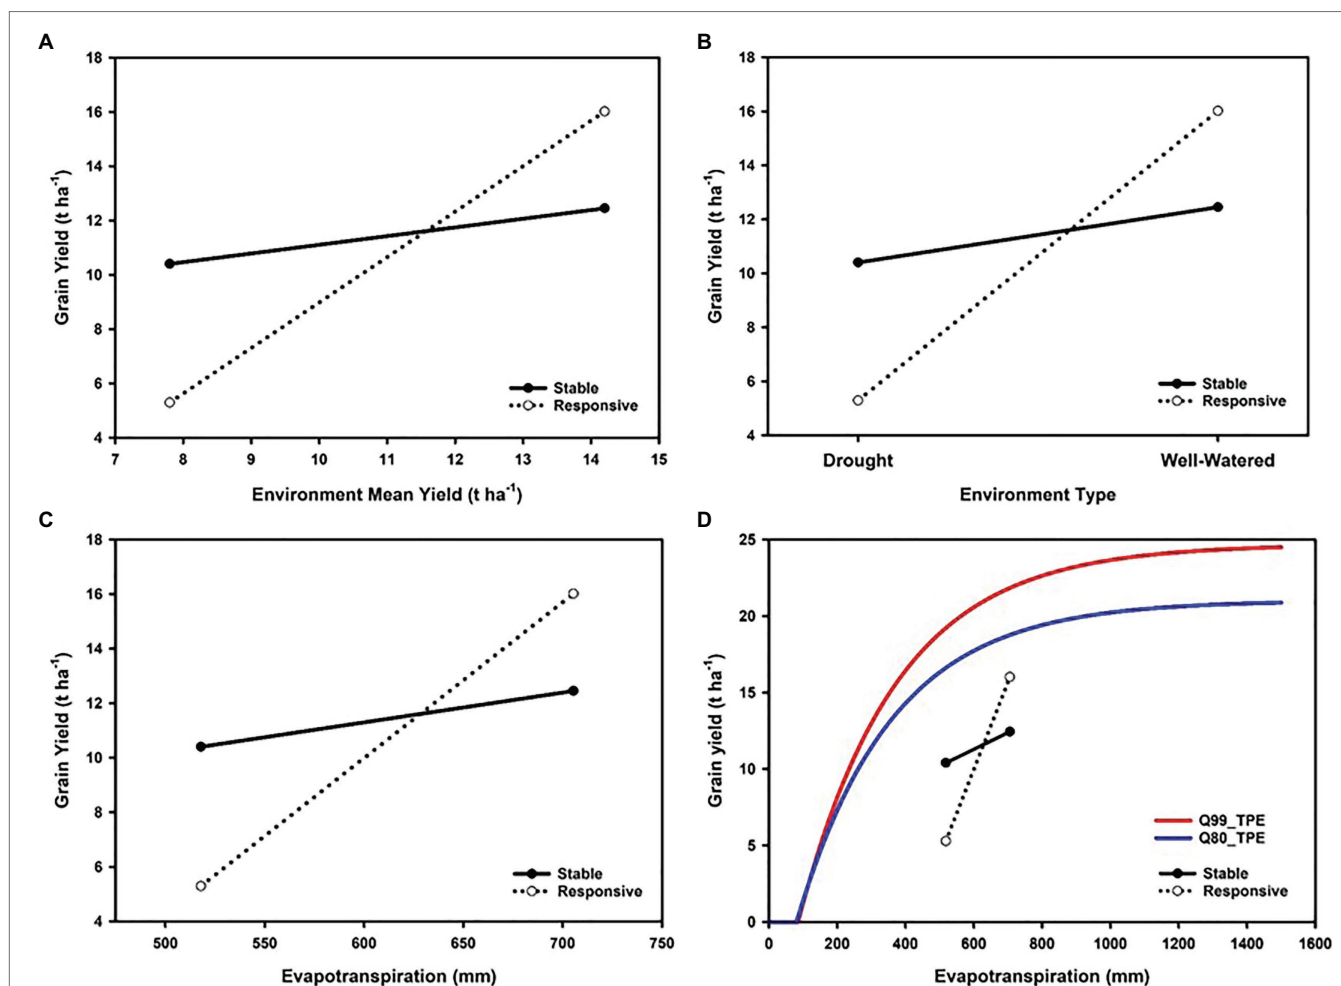 A
18
16
14
12
10
8
6
4
Grain Yield (t ha⁻¹)
Stable
Responsive
7 8 9 10 11 12 13 14 15
Environment Mean Yield (t ha⁻¹)
B
18
16
14
12
10
8
6
4
Grain Yield (t ha⁻¹)
Stable
Responsive
Drought Well-Watered
Environment Type
C
18
16
14
12
10
8
6
4
Grain Yield (t ha⁻¹)
Stable
Responsive
500 550 600 650 700 750
Evapotranspiration (mm)
D
25
20
15
10
5
0
Grain yield (t ha⁻¹)
Q99_TPE
Q80_TPE
Stable
Responsive
0 200 400 600 800 1000 1200 1400 1600
Evapotranspiration (mm)